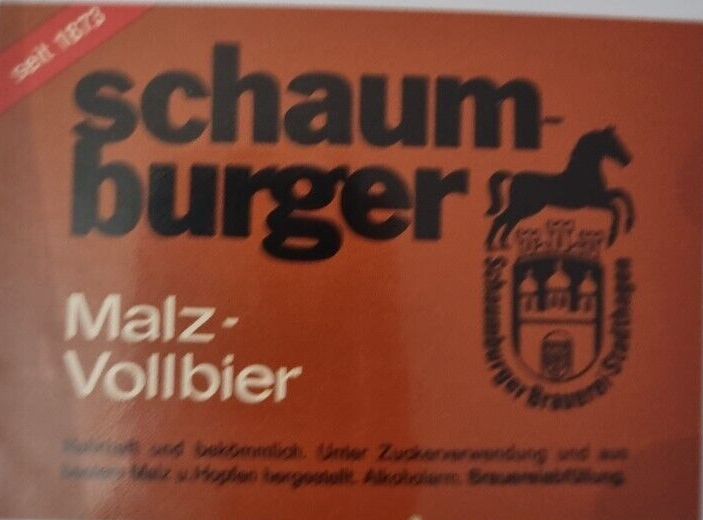 seit 1873
schaum-
burger
Malz-
Vollbier
Schaumburger Brauerei Stadthagen
Nahrhaft und bekömmlich. Unter Zuckerverwendung und aus
bestem Malz u. Hopfen hergestellt. Alkoholarm. Brauereiabfüllung.